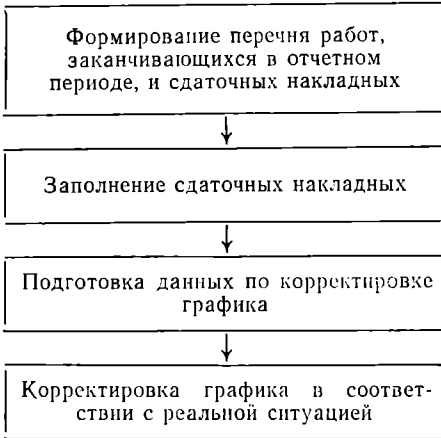 Формирование перечня работ,
заканчивающихся в отчетном
периоде, и сдаточных накладных
Заполнение сдаточных накладных
Подготовка данных по корректировке
графика
Корректировка графика в соответ-
ствии с реальной ситуацией